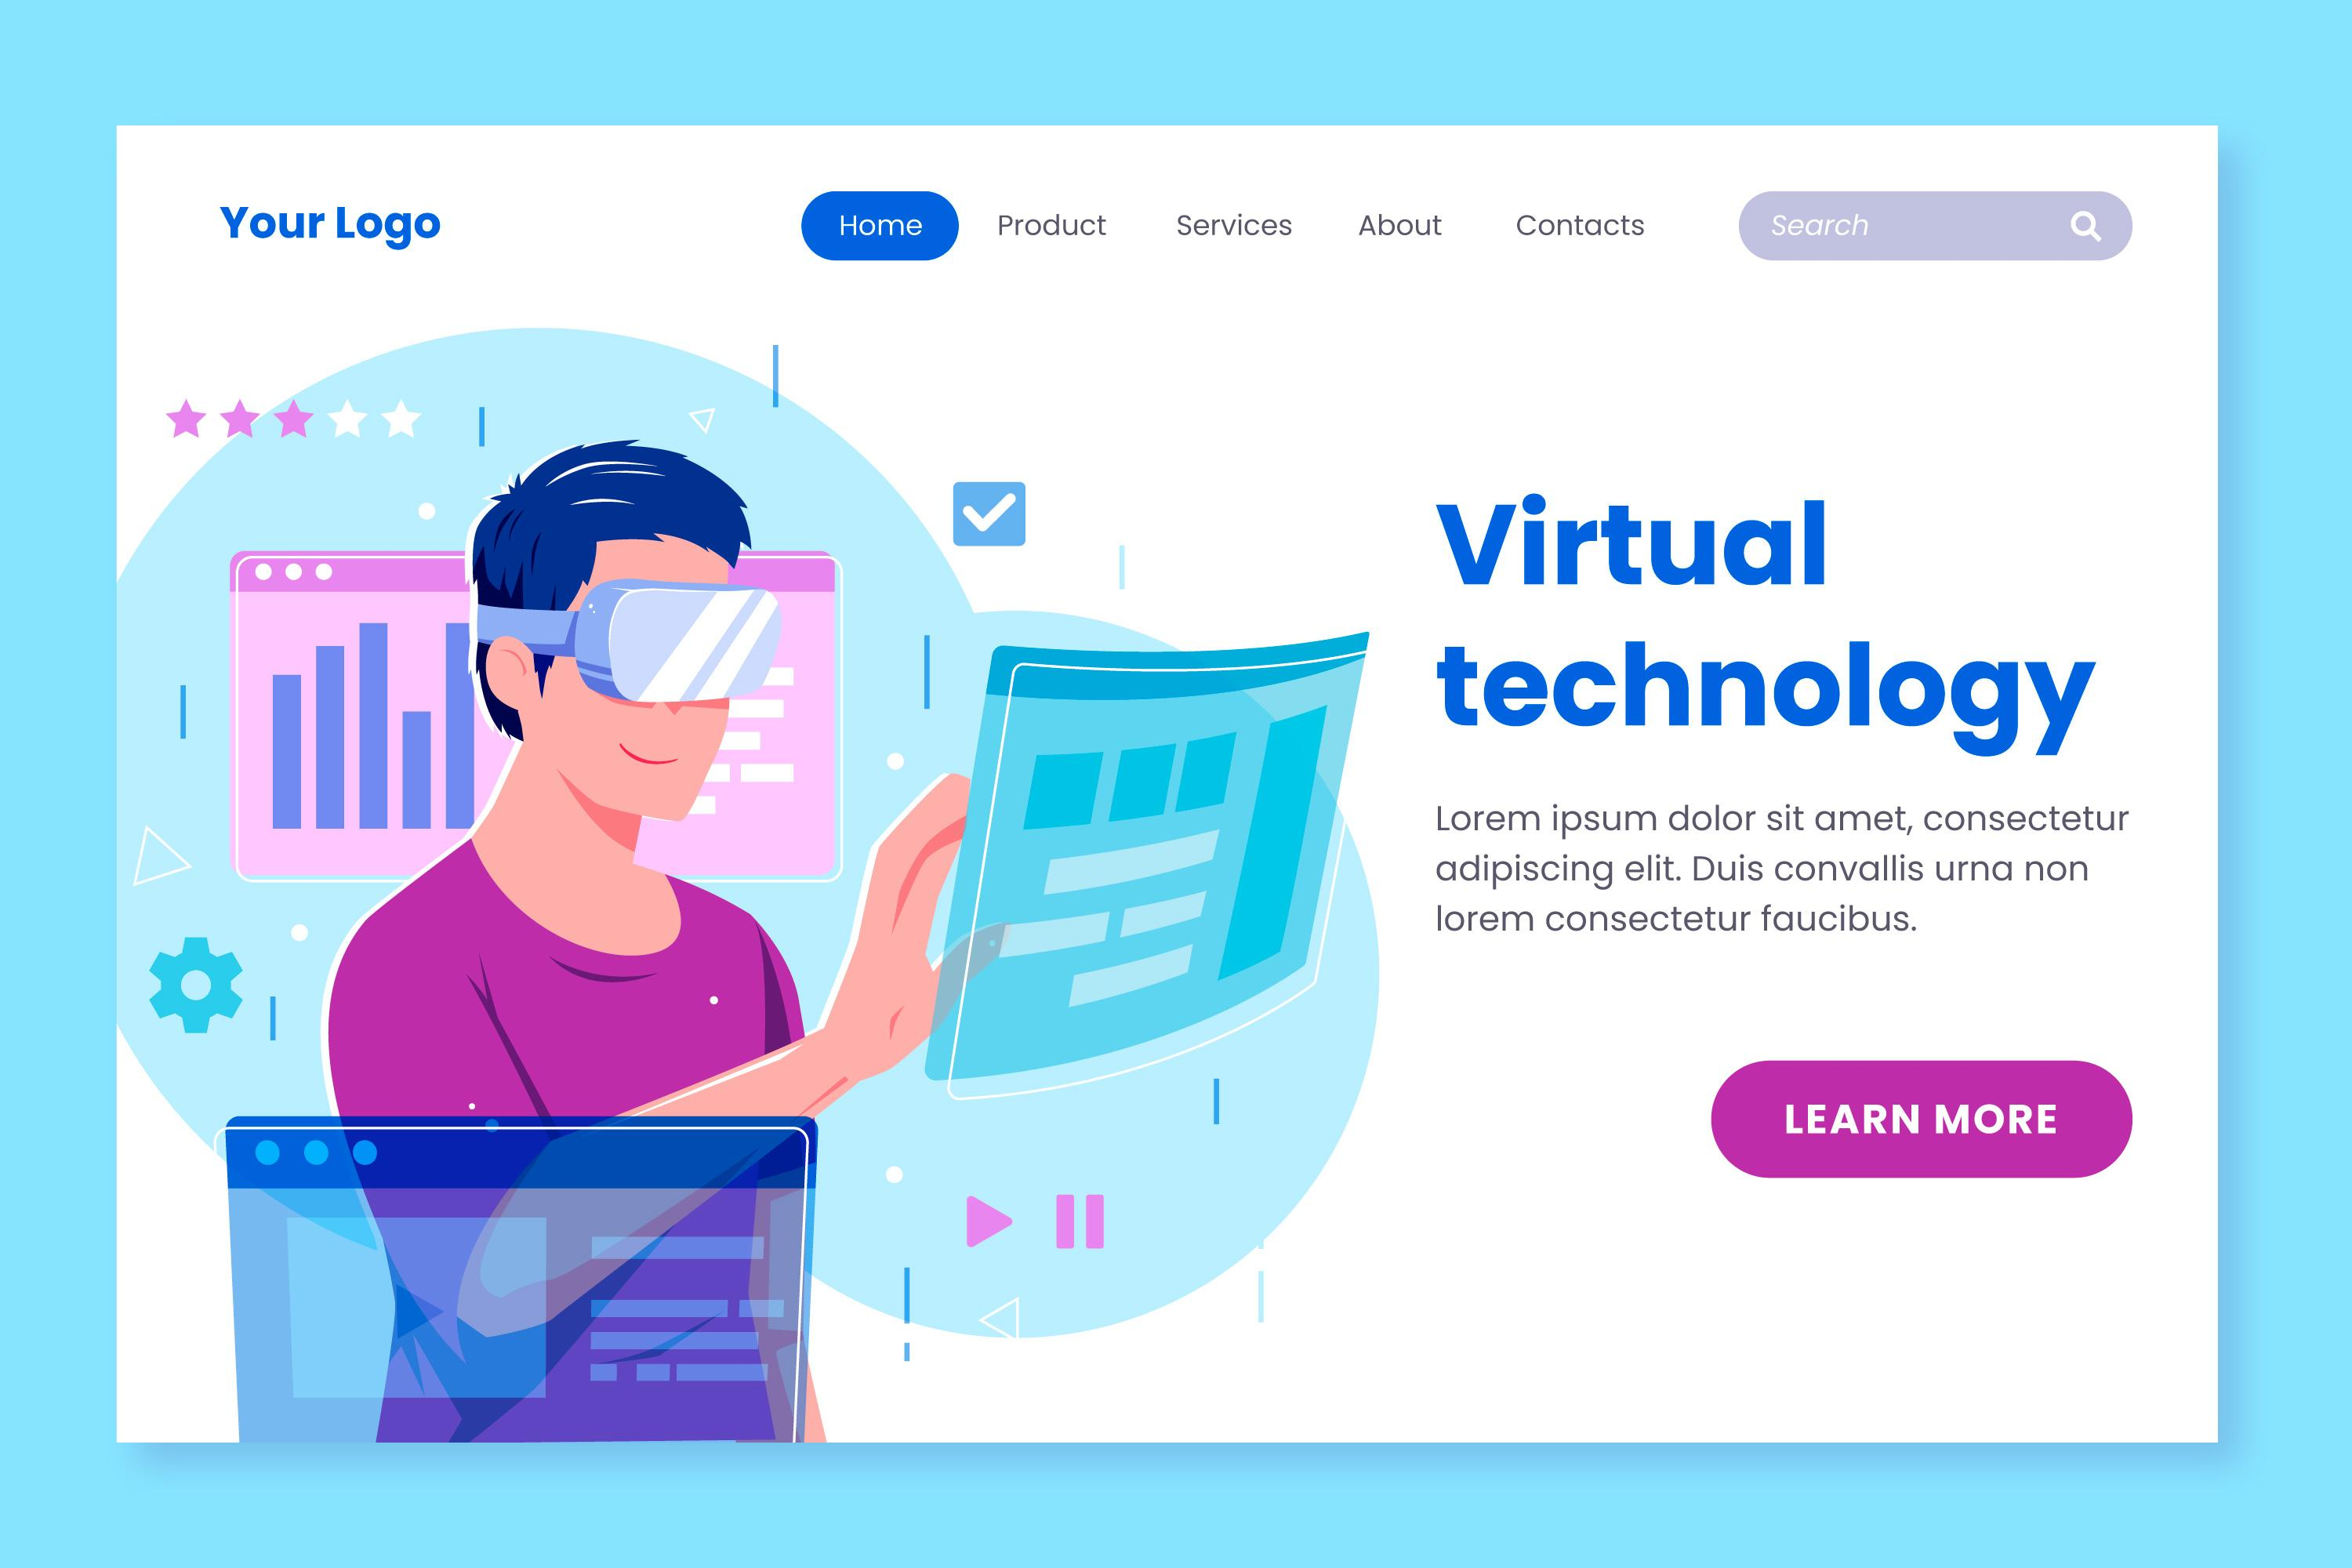 Your Logo
Home Product Services About Contacts Search
Virtual
technology
Lorem ipsum dolor sit amet, consectetur
adipiscing elit. Duis convallis urna non
lorem consectetur faucibus.
LEARN MORE